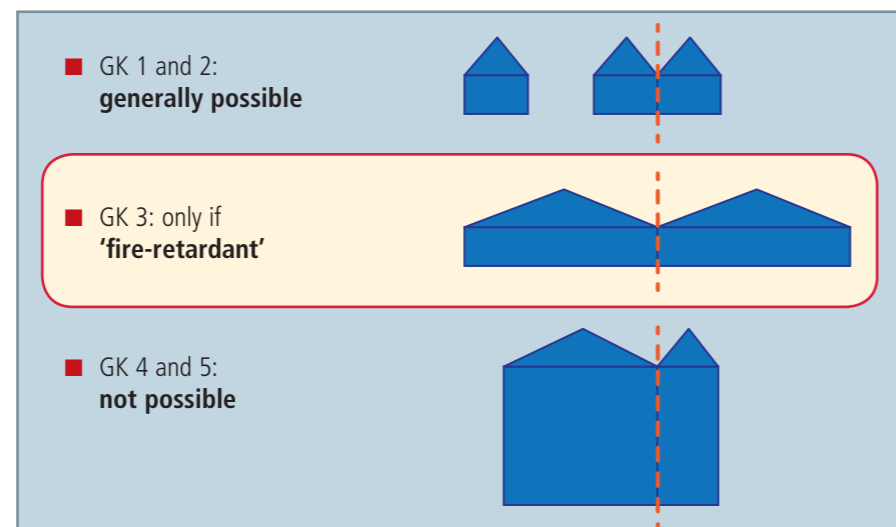 GK 1 and 2:
generally possible
GK 3: only if
‘fire-retardant’
GK 4 and 5:
not possible